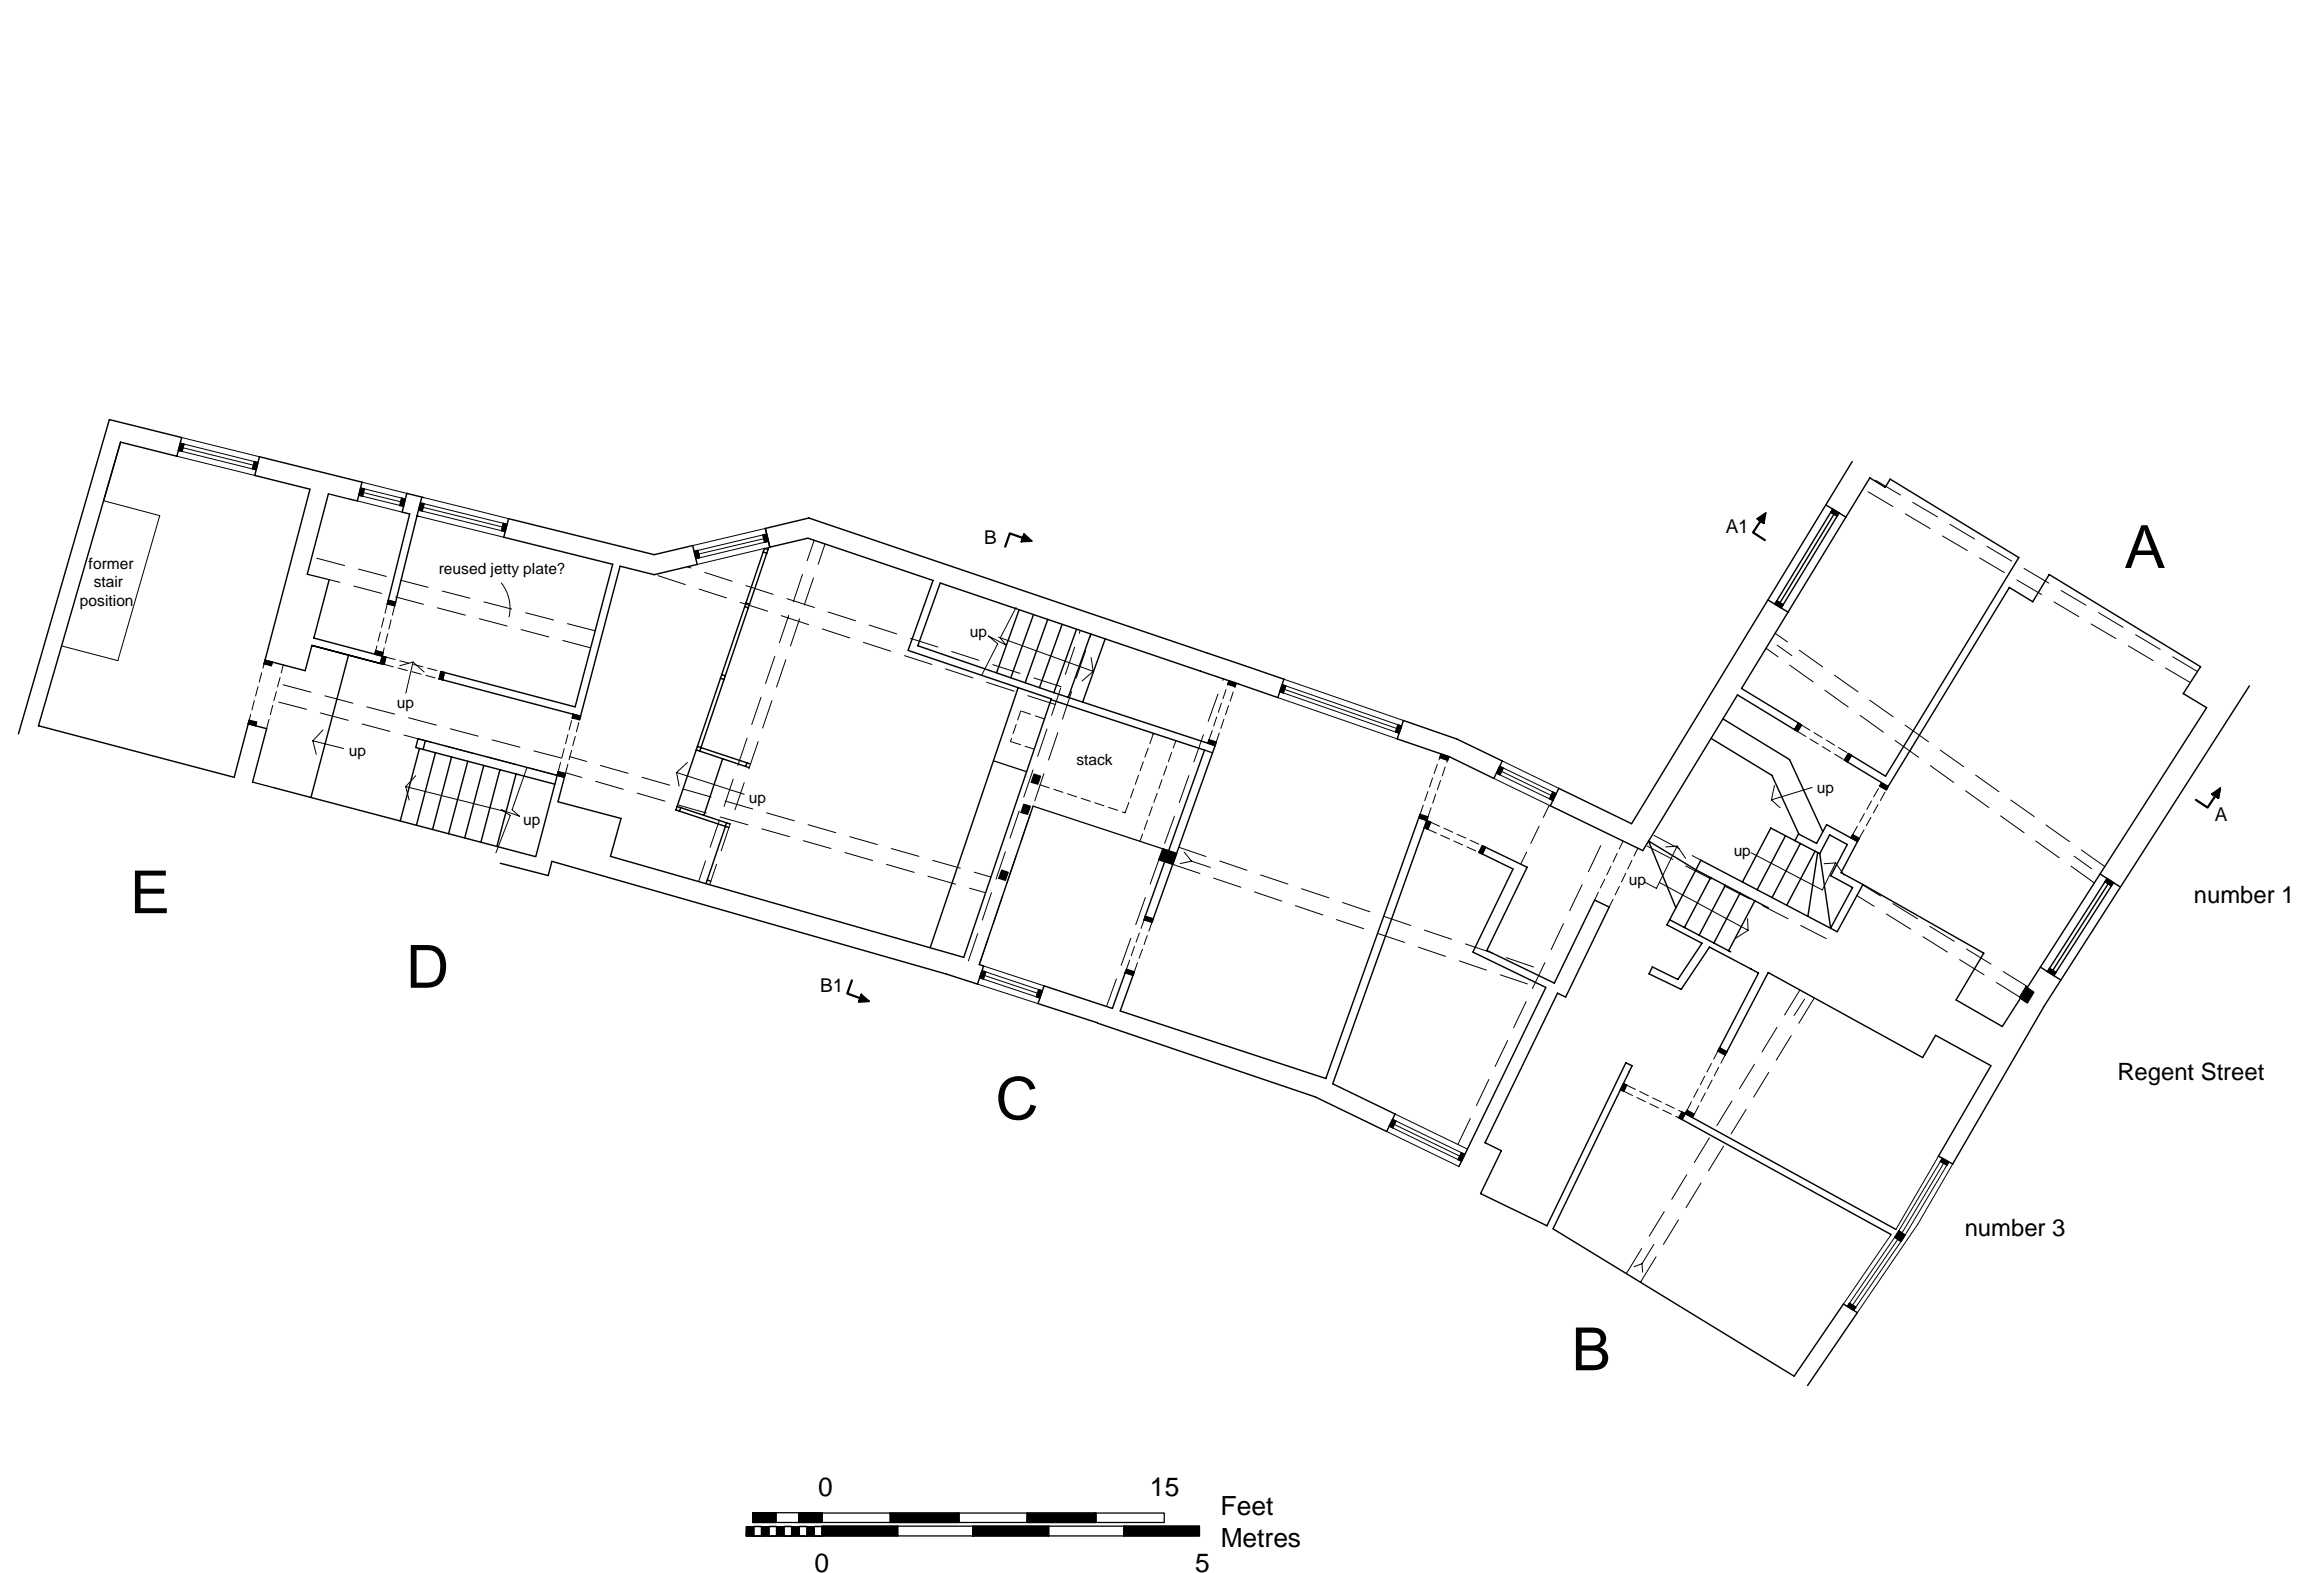 A1
A
B
reused jetty plate?
former
stair
position
up
up
up
up
up
stack
up
up
up
up
A
number 1
E
D
B1
C
Regent Street
number 3
B
0 15
Feet
Metres
0 5